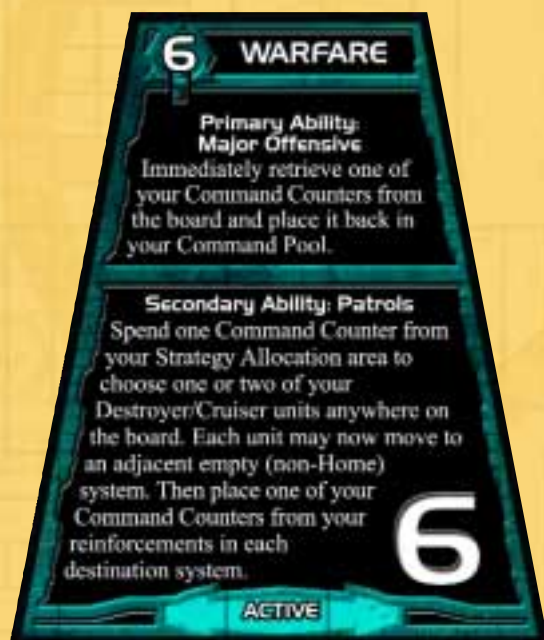 6 WARFARE
Primary Ability:
Major Offensive
Immediately retrieve one of
your Command Counters from
the board and place it back in
your Command Pool.
Secondary Ability: Patrols
Spend one Command Counter from
your Strategy Allocation area to
choose one or two of your
Destroyer/Cruiser units anywhere on
the board. Each unit may now move to
an adjacent empty (non-Home)
system. Then place one of your
Command Counters from your
reinforcements in each
destination system.
6
ACTIVE